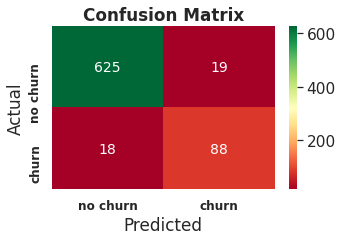 Confusion Matrix
Actual
no churn
churn
625
19
18
88
no churn
churn
Predicted
600
400
200